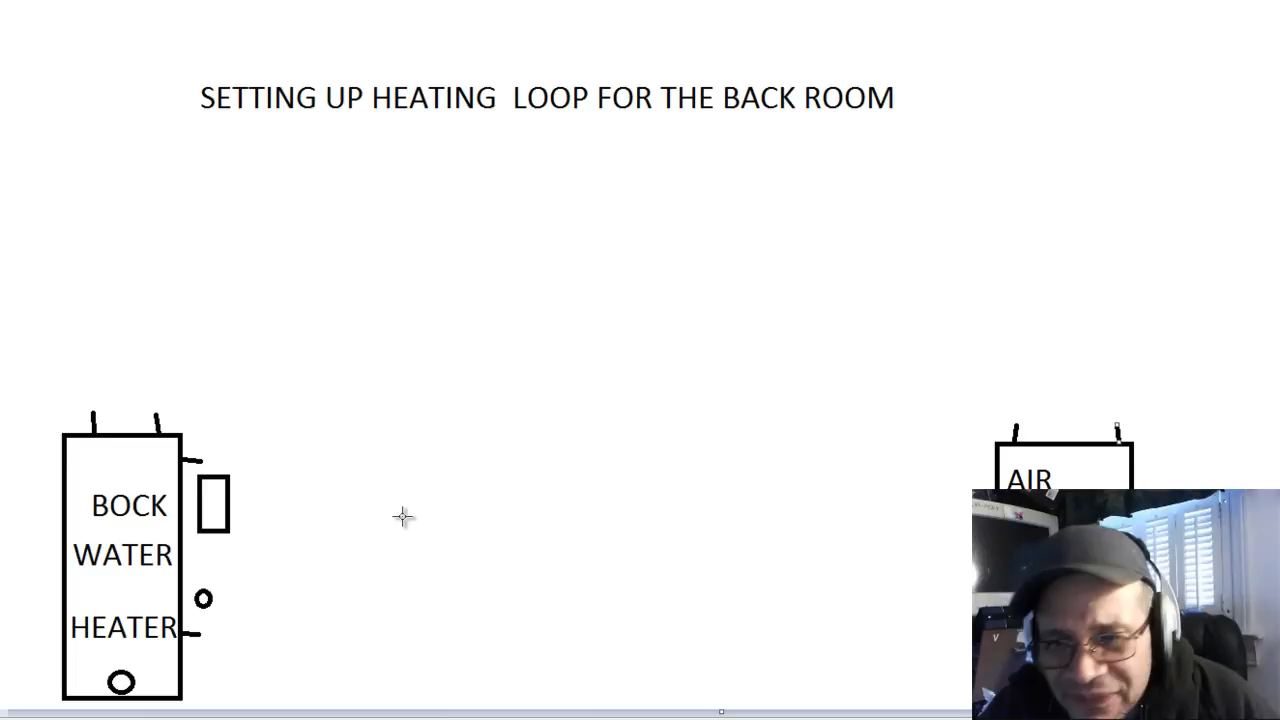 SETTING UP HEATING  LOOP FOR THE BACK ROOM
BOCK
WATER
HEATER
AIR